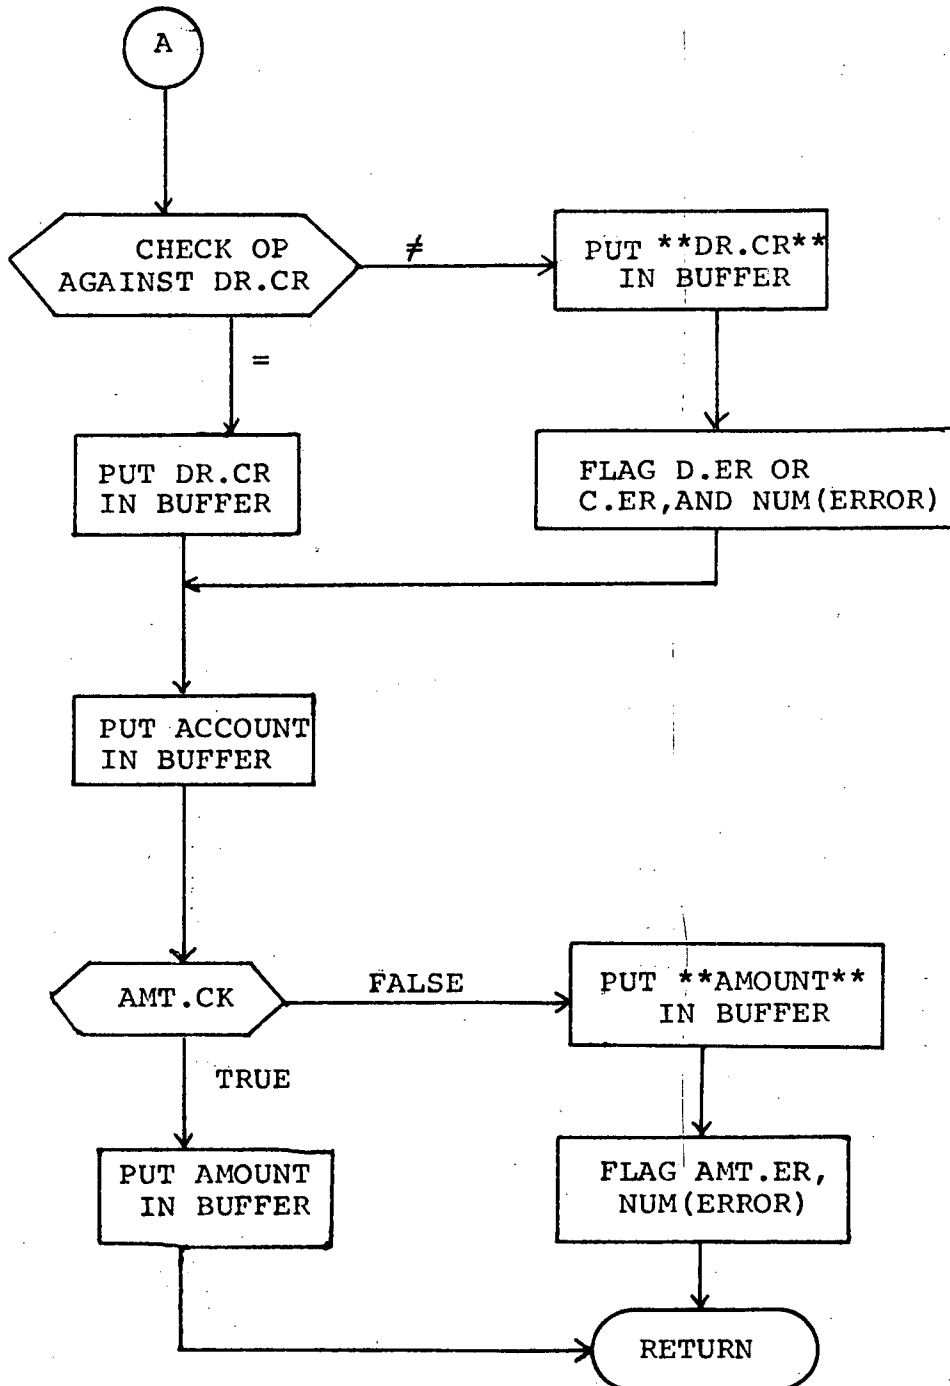 A
CHECK OP
AGAINST DR.CR
≠
PUT **DR.CR**
IN BUFFER
=
PUT DR.CR
IN BUFFER
FLAG D.ER OR
C.ER,AND NUM(ERROR)
PUT ACCOUNT
IN BUFFER
AMT.CK
FALSE
PUT **AMOUNT**
IN BUFFER
TRUE
PUT AMOUNT
IN BUFFER
FLAG AMT.ER,
NUM(ERROR)
RETURN